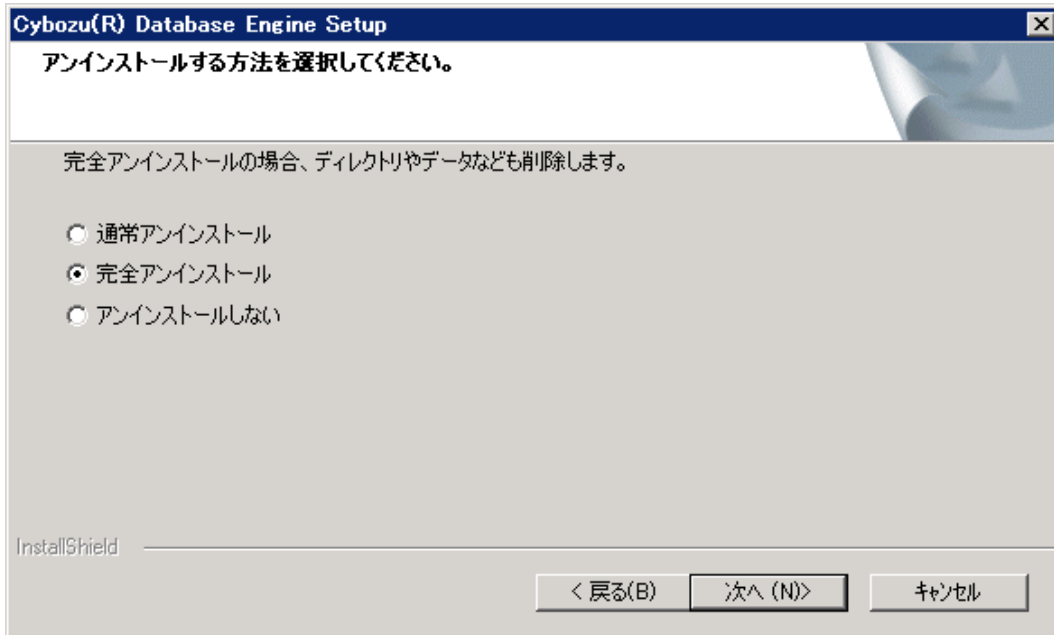 Cybozu(R) Database Engine Setup
アンインストールする方法を選択してください。
完全アンインストールの場合、ディレクトリやデータなども削除します。
通常アンインストール
完全アンインストール
アンインストールしない
InstallShield
< 戻る(B)
次へ (N)>
キャンセル